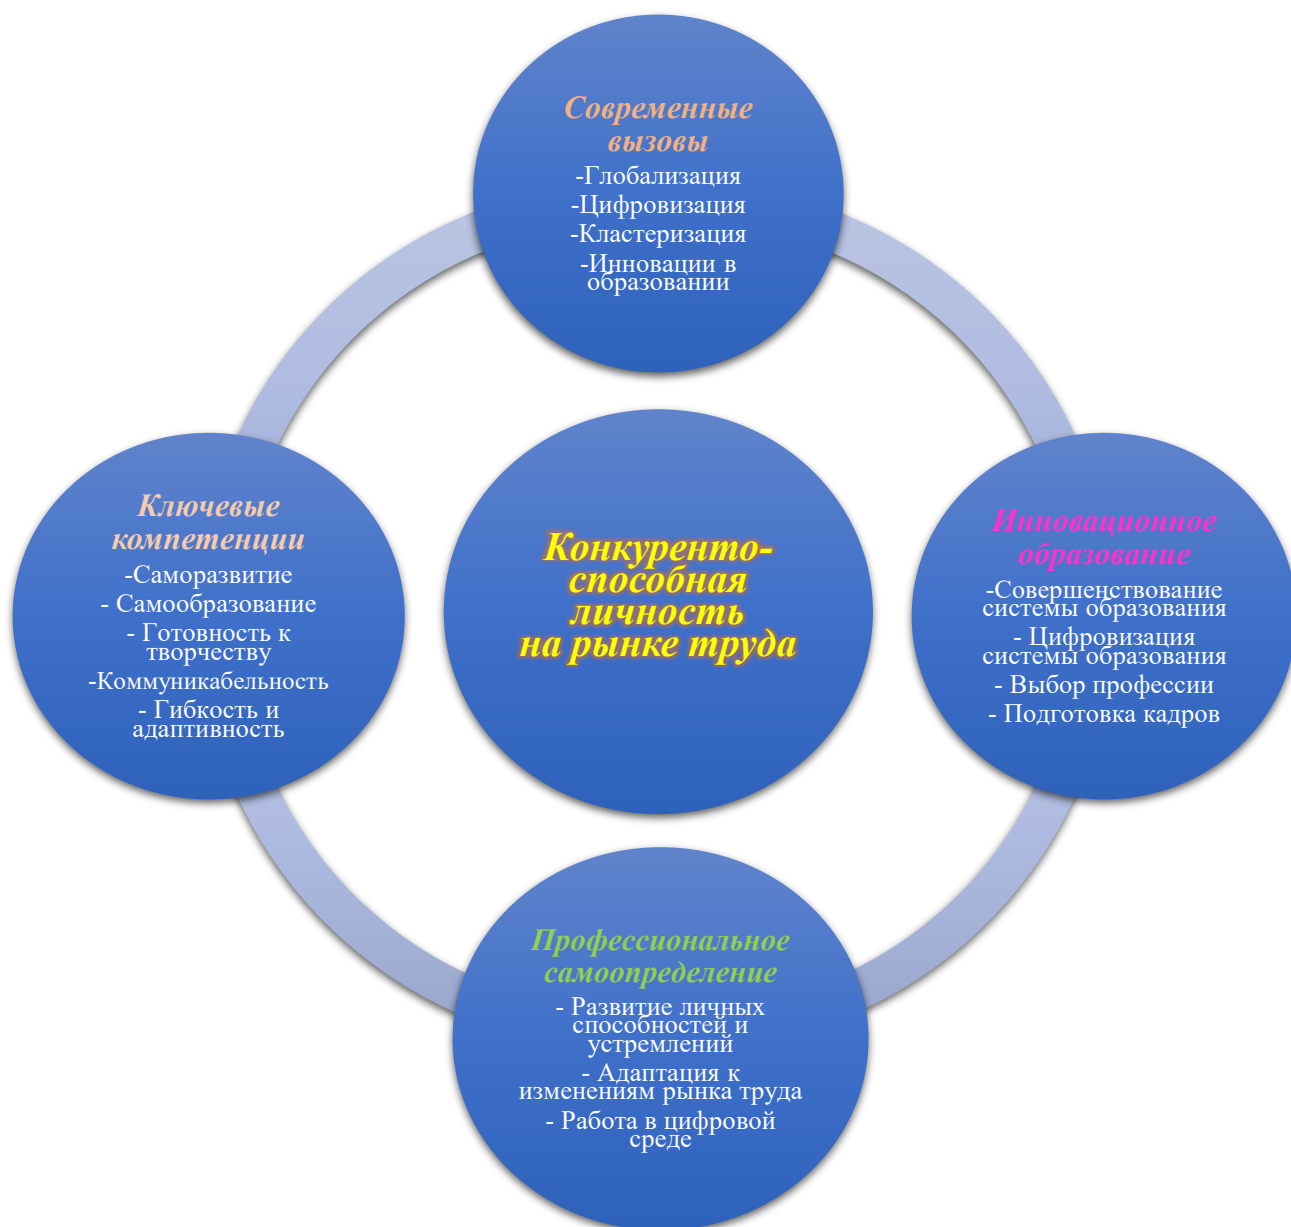 Современные
вызовы
-Глобализация
-Цифровизация
-Кластеризация
-Инновации в
образовании
Ключевые
компетенции
-Саморазвитие
- Самообразование
- Готовность к
творчеству
-Коммуникабельность
- Гибкость и
адаптивность
Конкуренто-
способная
личность
на рынке труда
Инновационное
образование
-Совершенствование
системы образования
- Цифровизация
системы образования
- Выбор профессии
- Подготовка кадров
Профессиональное
самоопределение
- Развитие личных
способностей и
устремлений
- Адаптация к
изменениям рынка труда
- Работа в цифровой
среде